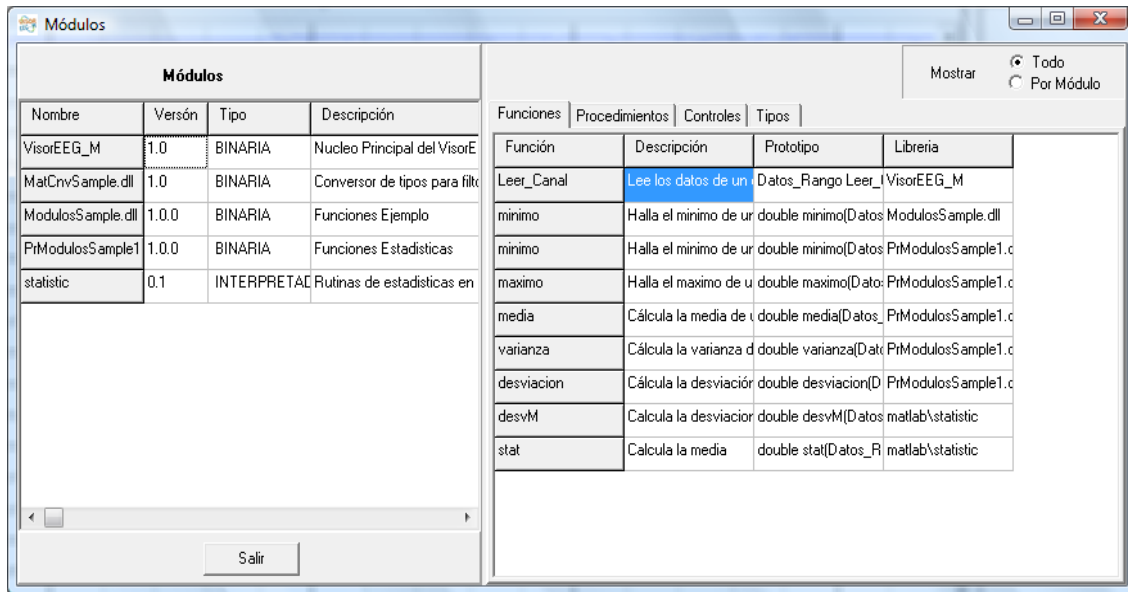 Módulos
Módulos
Mostrar
Todo
Por Módulo
Nombre Versón Tipo Descripción
VisorEEG_M 1.0 BINARIA Nucleo Principal del VisorE
MatCnvSample.dll 1.0 BINARIA Conversor de tipos para filt
ModulosSample.dll 1.0.0 BINARIA Funciones Ejemplo
PrModulosSample1 1.0.0 BINARIA Funciones Estadisticas
statistic 0.1 INTERPRETAD Rutinas de estadisticas en
Salir
Funciones Procedimientos Controles Tipos
Función Descripción Prototipo Libreria
Leer_Canal Lee los datos de un Datos_Rango Leer_ VisorEEG_M
minimo Halla el minimo de ur double minimo(Datos ModulosSample.dll
minimo Halla el minimo de ur double minimo(Datos PrModulosSample1.d
maximo Halla el maximo de u double maximo(Dato PrModulosSample1.d
media Cálcula la media de double media(Datos_ PrModulosSample1.d
varianza Cálcula la varianza d double varianza(Dat PrModulosSample1.d
desviacion Cálcula la desviación double desviacion(D PrModulosSample1.d
desvM Calcula la desviacion double desvM(Datos matlab\statistic
stat Calcula la media double stat(Datos_R matlab\statistic